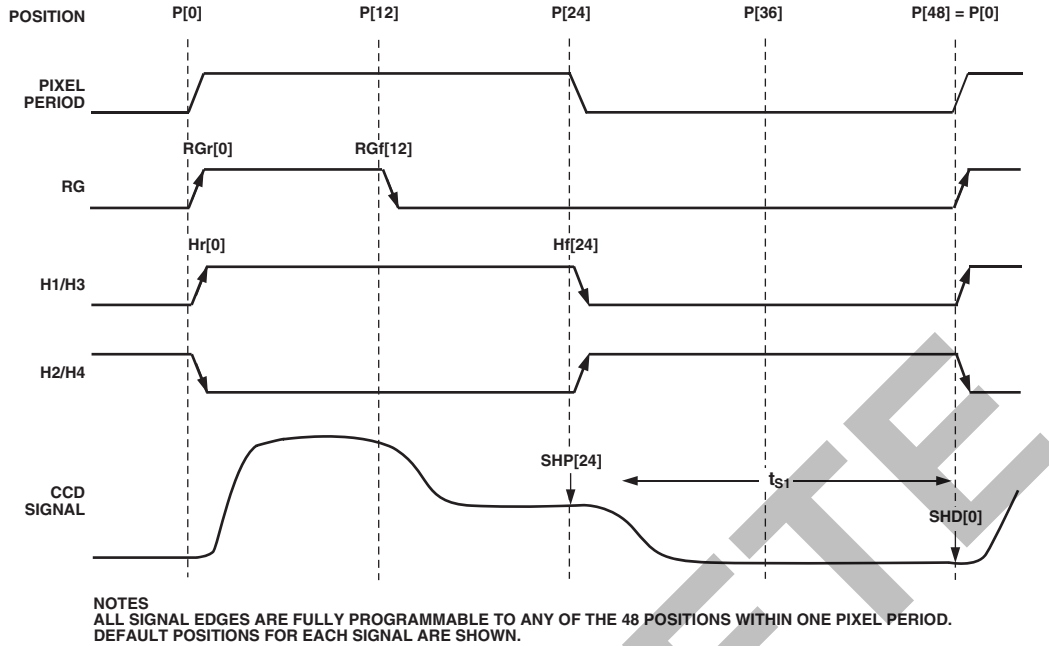 POSITION P[0] P[12] P[24] P[36] P[48] = P[0]
PIXEL
PERIOD
RGr[0] RGf[12]
RG
Hr[0] Hf[24]
H1/H3
H2/H4
SHP[24]
tS1
CCD
SIGNAL
SHD[0]
NOTES
ALL SIGNAL EDGES ARE FULLY PROGRAMMABLE TO ANY OF THE 48 POSITIONS WITHIN ONE PIXEL PERIOD.
DEFAULT POSITIONS FOR EACH SIGNAL ARE SHOWN.
ETE